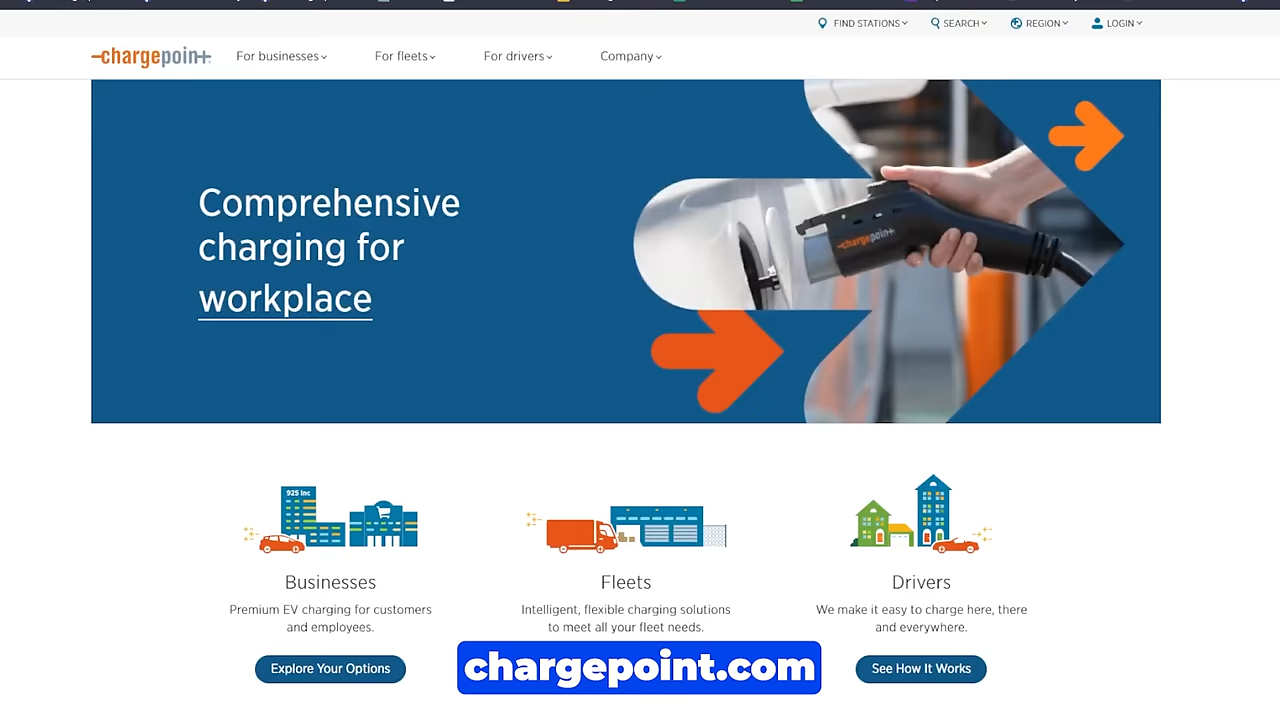 FIND STATIONS SEARCH REGION LOGIN
chargepoint For businesses For fleets For drivers Company
Comprehensive
charging for
workplace
chargepoint
925 Inc
Businesses Fleets Drivers
Premium EV charging for customers Intelligent, flexible charging solutions We make it easy to charge here, there
and employees. to meet all your fleet needs. and everywhere.
Explore Your Options chargepoint.com See How It Works